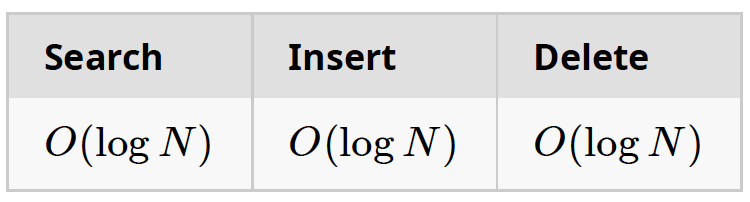 Search Insert Delete
O(log N) O(log N) O(log N)